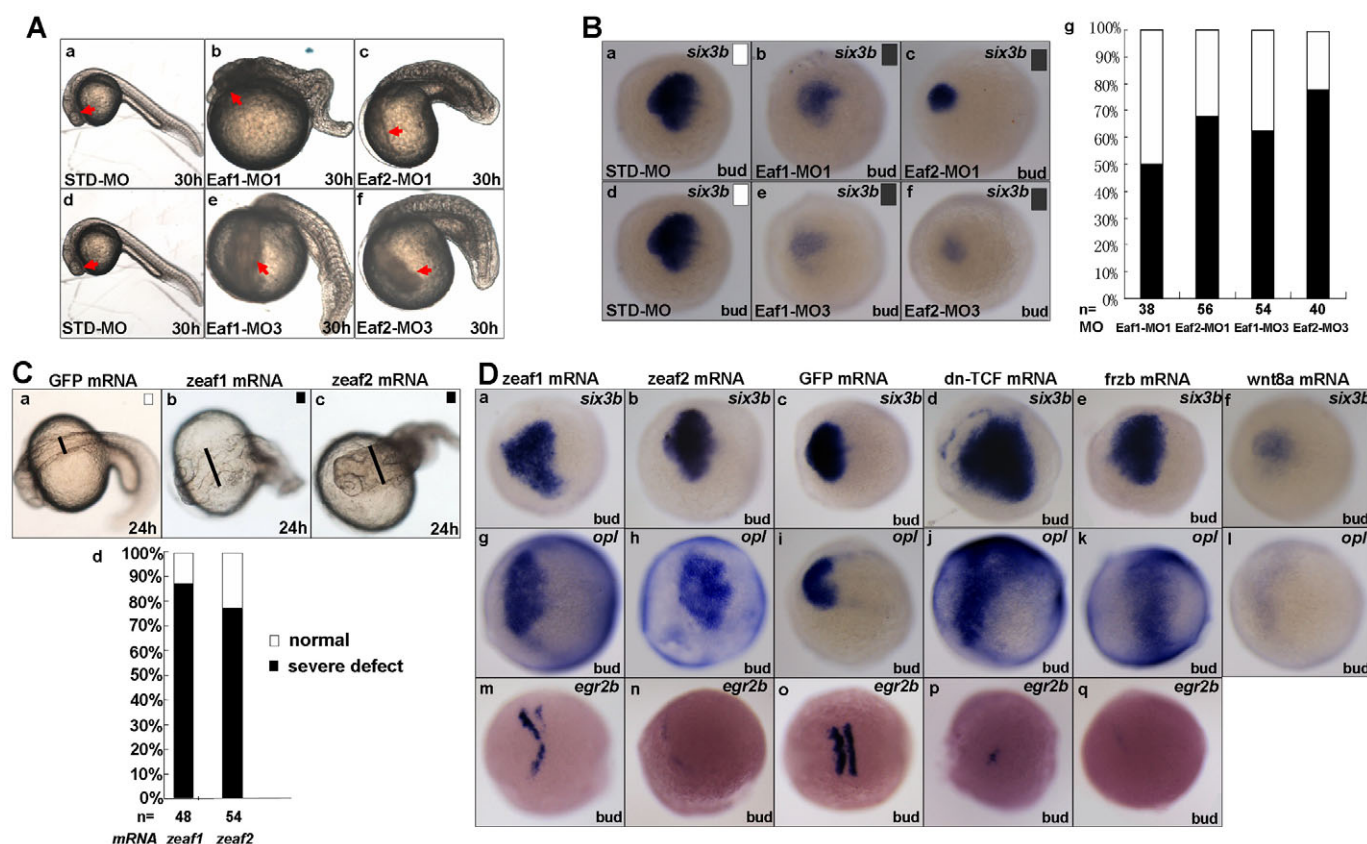 A
a
b
c
STD-MO 30h
Eaf1-MO1 30h
Eaf2-MO1 30h
d
e
f
STD-MO 30h
Eaf1-MO3 30h
Eaf2-MO3 30h
B
a six3b
b six3b
c six3b
STD-MO bud
Eaf1-MO1 bud
Eaf2-MO1 bud
d six3b
e six3b
f six3b
STD-MO bud
Eaf1-MO3 bud
Eaf2-MO3 bud
g
100%
90%
80%
70%
60%
50%
40%
30%
20%
10%
0%
n= 38 56 54 40
MO Eaf1-MO1 Eaf2-MO1 Eaf1-MO3 Eaf2-MO3
C
GFP mRNA zeaf1 mRNA zeaf2 mRNA
a
b
c
24h
24h
24h
d
100%
90%
80%
70%
60%
50%
40%
30%
20%
10%
0%
n= 48 54
mRNA zeaf1 zeaf2
normal
severe defect
D
zeaf1 mRNA zeaf2 mRNA GFP mRNA dn-TCF mRNA frzb mRNA wnt8a mRNA
a six3b
b six3b
c six3b
d six3b
e six3b
f six3b
bud bud bud bud bud bud
g opl
h opl
i opl
j opl
k opl
l opl
bud bud bud bud bud bud
m egr2b
n egr2b
o egr2b
p egr2b
q egr2b
bud bud bud bud bud